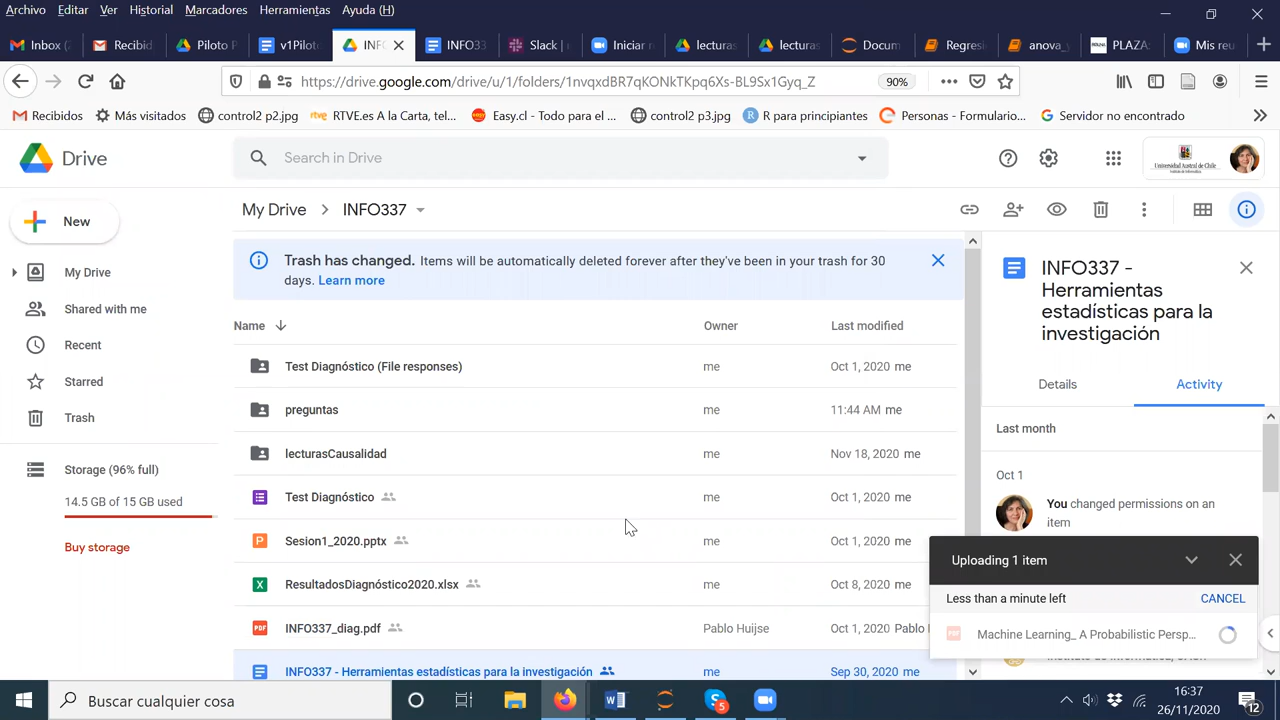 Archivo Editar Ver Historial Marcadores Herramientas Ayuda (H)
Inbox (2 Recibid Piloto P v1Pilote INFO INFO33 Slack | Iniciar r lecturas lecturas Docum Regresi anova_ PLAZA: Mis reu
https://drive.google.com/drive/u/1/folders/1nvqxdBR7qKONkTKpq6Xs-BL9Sx1Gyq_Z 90%
Recibidos Más visitados control2 p2.jpg RTVE.es A la Carta, tel... Easy.cl - Todo para el ... control2 p3.jpg R para principiantes Personas - Formulario... Servidor no encontrado
Drive
Search in Drive
Universidad Austral de Chile
New
My Drive INFO337
My Drive
Shared with me
Recent
Starred
Trash
Storage (96% full)
14.5 GB of 15 GB used
Buy storage
Trash has changed. Items will be automatically deleted forever after they've been in your trash for 30
days. Learn more
Name Owner Last modified
Test Diagnóstico (File responses) me Oct 1, 2020 me
preguntas me 11:44 AM me
lecturasCausalidad me Nov 18, 2020 me
Test Diagnóstico me Oct 1, 2020 me
Sesion1_2020.pptx me Oct 1, 2020 me
ResultadosDiagnóstico2020.xlsx me Oct 8, 2020 me
INFO337_diag.pdf Pablo Huijse Oct 1, 2020 Pablo
INFO337 - Herramientas estadísticas para la investigación me Sep 30, 2020 me
INFO337 -
Herramientas
estadísticas para la
investigación
Details Activity
Last month
Oct 1
You changed permissions on an
item
Uploading 1 item
Less than a minute left CANCEL
Machine Learning_ A Probabilistic Persp...
Buscar cualquier cosa
5
16:37
26/11/2020
12